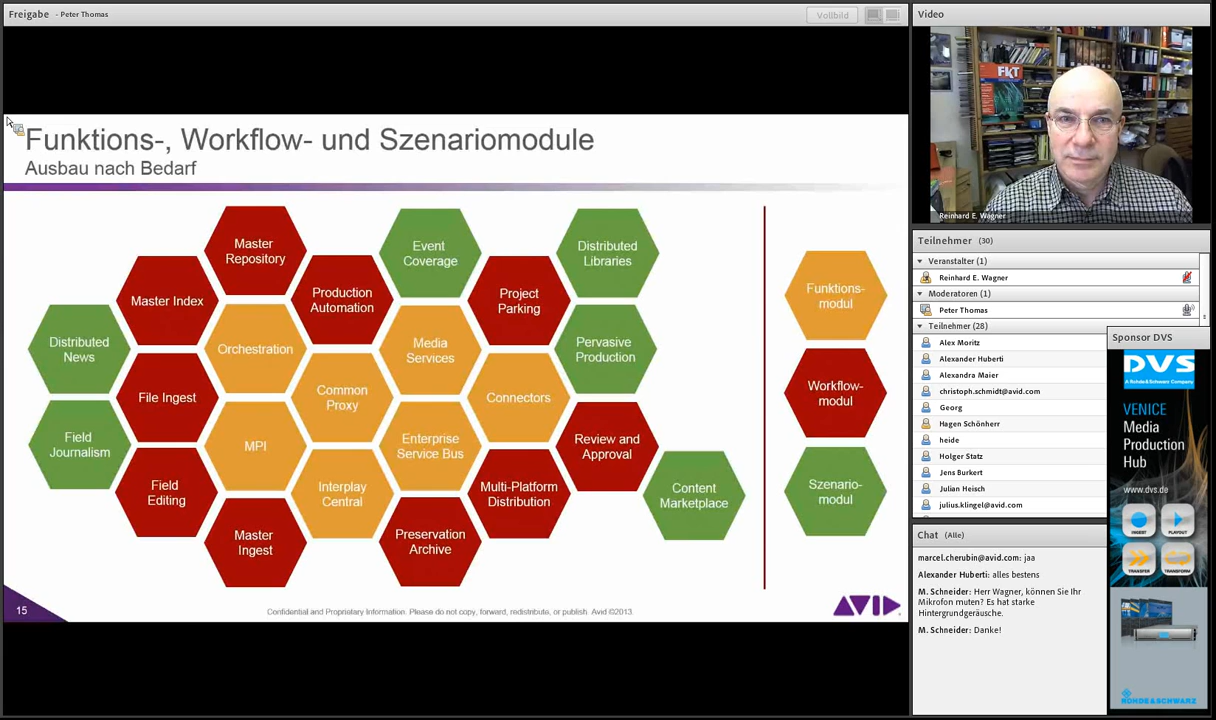 Freigabe - Peter Thomas
Vollbild
Funktions-, Workflow- und Szenariomodule
Ausbau nach Bedarf
Master
Repository
Event
Coverage
Distributed
Libraries
Master Index
Production
Automation
Project
Parking
Distributed
News
Orchestration
Media
Services
Pervasive
Production
File Ingest
Common
Proxy
Connectors
Field
Journalism
MPI
Enterprise
Service Bus
Review and
Approval
Field
Editing
Interplay
Central
Multi-Platform
Distribution
Content
Marketplace
Master
Ingest
Preservation
Archive
Funktions-
modul
Workflow-
modul
Szenario-
modul
15
Confidential and Proprietary Information. Please do not copy, forward, redistribute, or publish. Avid ©2013.
AVID
Video
FKT
Reinhard E. Wagner
Teilnehmer (30)
Veranstalter (1)
Reinhard E. Wagner
Moderatoren (1)
Peter Thomas
Teilnehmer (28)
Alex Moritz
Alexander Huberti
Alexandra Maier
christoph.schmidt@avid.com
Georg
Hagen Schönherr
heide
Holger Statz
Jens Burkert
Julian Heisch
julius.klingel@avid.com
Chat (Alle)
marcel.cherubin@avid.com: jaa
Alexander Huberti: alles bestens
M. Schneider: Herr Wagner, können Sie Ihr
Mikrofon muten? Es hat starke
Hintergrundgeräusche.
M. Schneider: Danke!
Sponsor DVS
DVS
A Rohde & Schwarz Company
VENICE
Media
Production
Hub
www.dvs.de
INGEST
PLAYOUT
TRANSFER
TRANSFORM
ROHDE & SCHWARZ